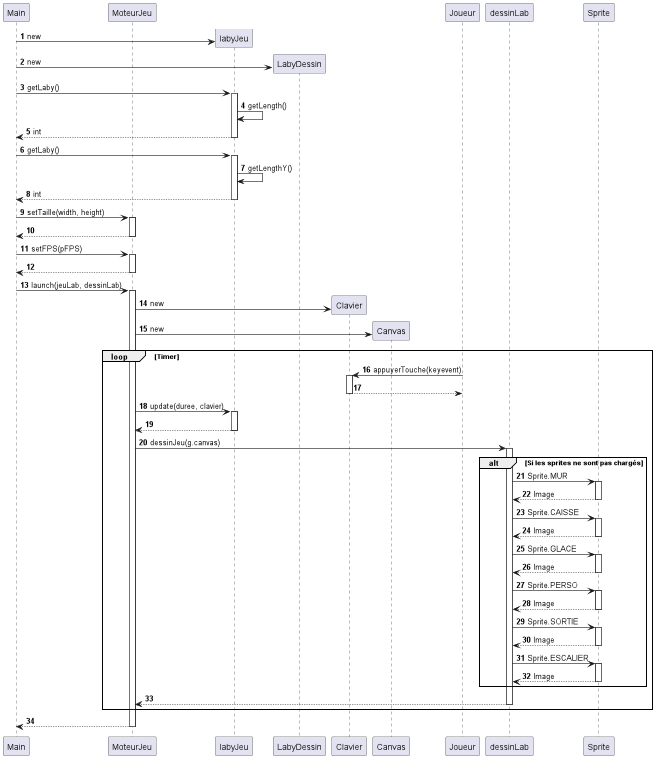 Main MoteurJeu Joueur dessinLab Sprite
1 new
labyJeu
2 new
LabyDessin
3 getLaby()
4 getLength()
5 int
6 getLaby()
7 getLengthY()
8 int
9 setTaille(width, height)
10
11 setFPS(pFPS)
12
13 launch(jeuLab, dessinLab)
14 new
Clavier
15 new
Canvas
loop [Timer]
16 appuyerTouche(keyevent)
17
18 update(duree, clavier)
19
20 dessinJeu(g.canvas)
alt [Si les sprites ne sont pas chargés]
21 Sprite.MUR
22 Image
23 Sprite.CAISSE
24 Image
25 Sprite.GLACE
26 Image
27 Sprite.PERSO
28 Image
29 Sprite.SORTIE
30 Image
31 Sprite.ESCALIER
32 Image
33
34
Main MoteurJeu labyJeu LabyDessin Clavier Canvas Joueur dessinLab Sprite